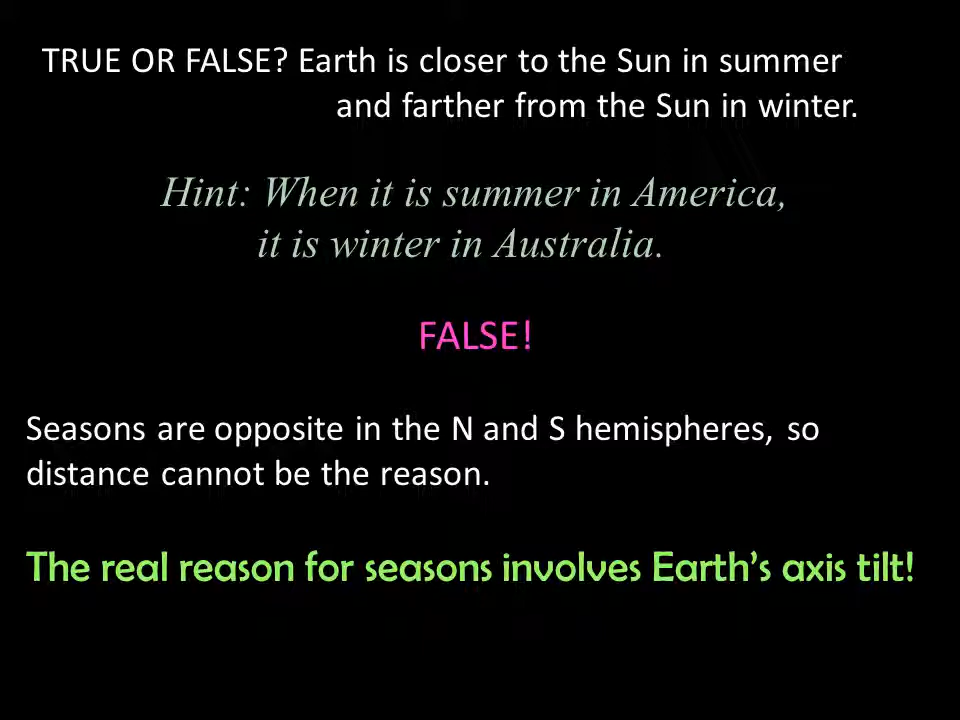 TRUE OR FALSE? Earth is closer to the Sun in summer
and farther from the Sun in winter.
Hint: When it is summer in America,
it is winter in Australia.
FALSE!
Seasons are opposite in the N and S hemispheres, so
distance cannot be the reason.
The real reason for seasons involves Earth’s axis tilt!